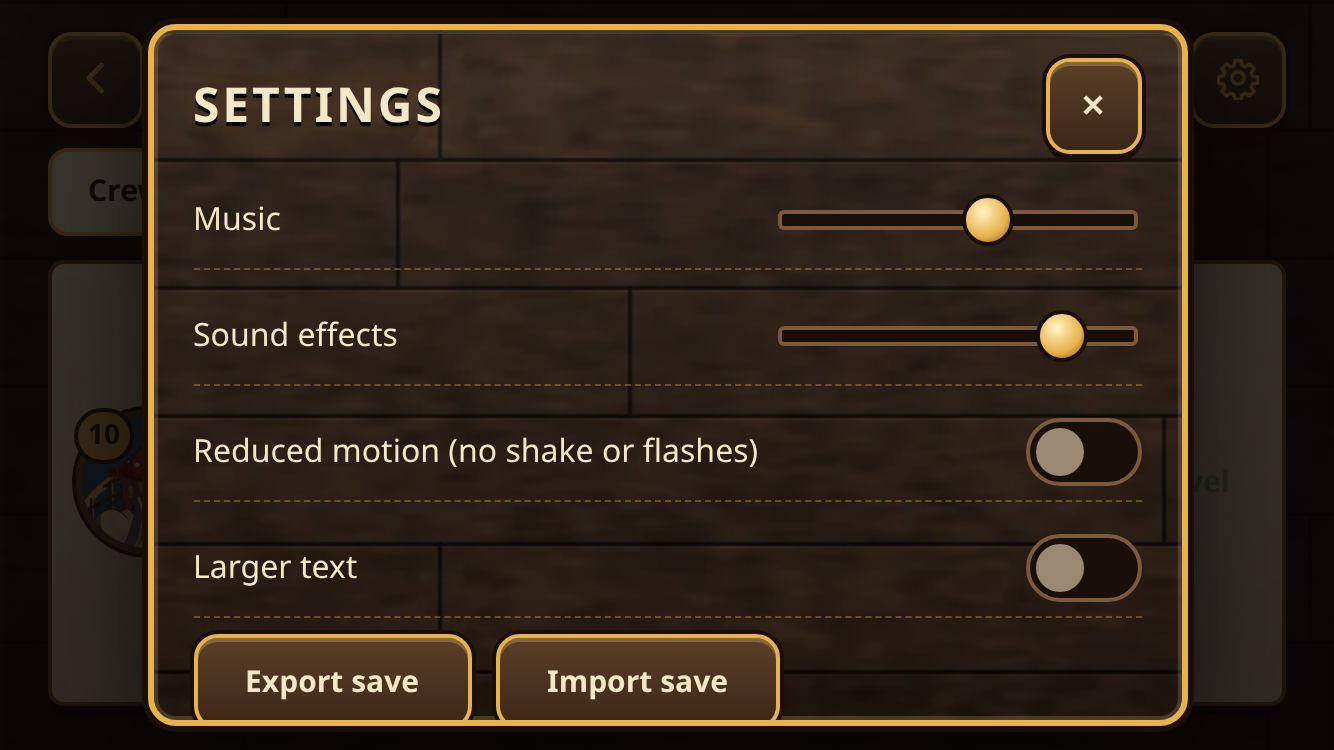 SETTINGS
×
Music
Sound effects
Reduced motion (no shake or flashes)
Larger text
Export save
Import save
10